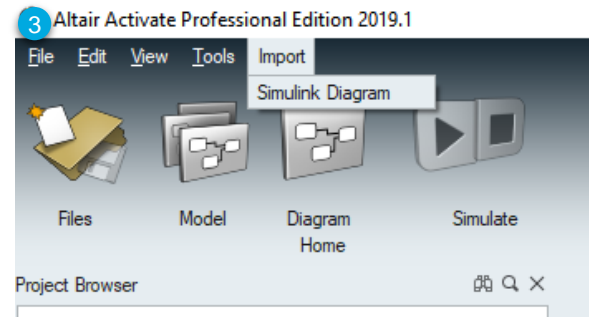 3 Altair Activate Professional Edition 2019.1
File Edit View Tools Import
Simulink Diagram
Files Model Diagram Home Simulate
Project Browser